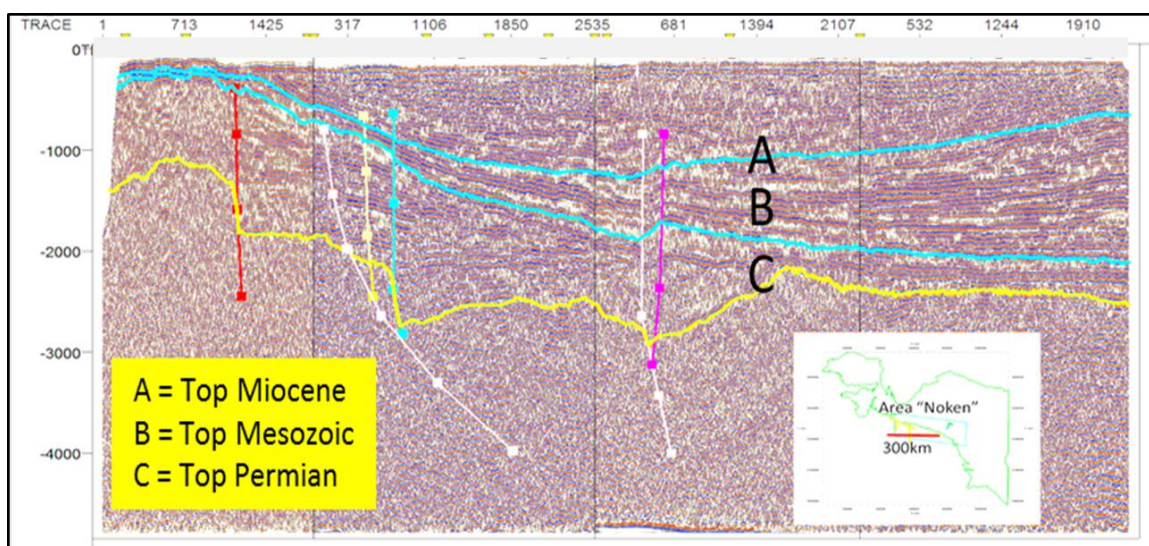 TRACE 0 713 1425 317 1106 1850 2535 681 1394 2107 532 1244 1910
-1000
A
B
-2000
C
-3000
A = Top Miocene
B = Top Mesozoic
C = Top Permian
-4000
Area “Noken”
300km